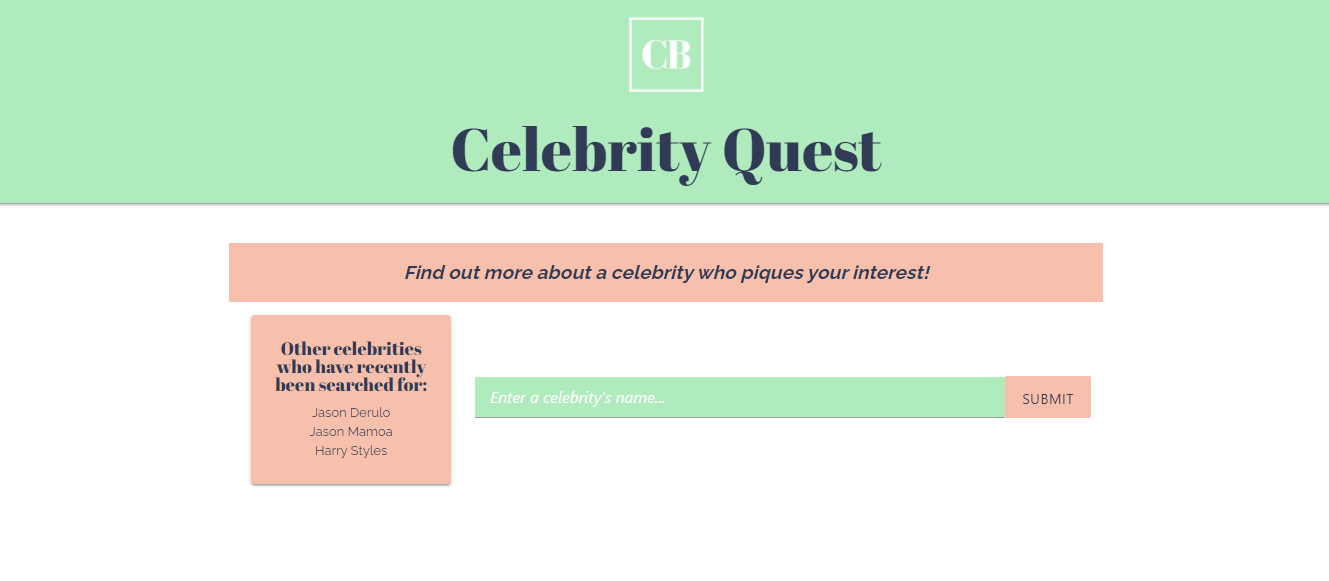 CB
Celebrity Quest
Find out more about a celebrity who piques your interest!
Other celebrities
who have recently
been searched for:
Jason Derulo
Jason Mamoa
Harry Styles
Enter a celebrity's name...
SUBMIT